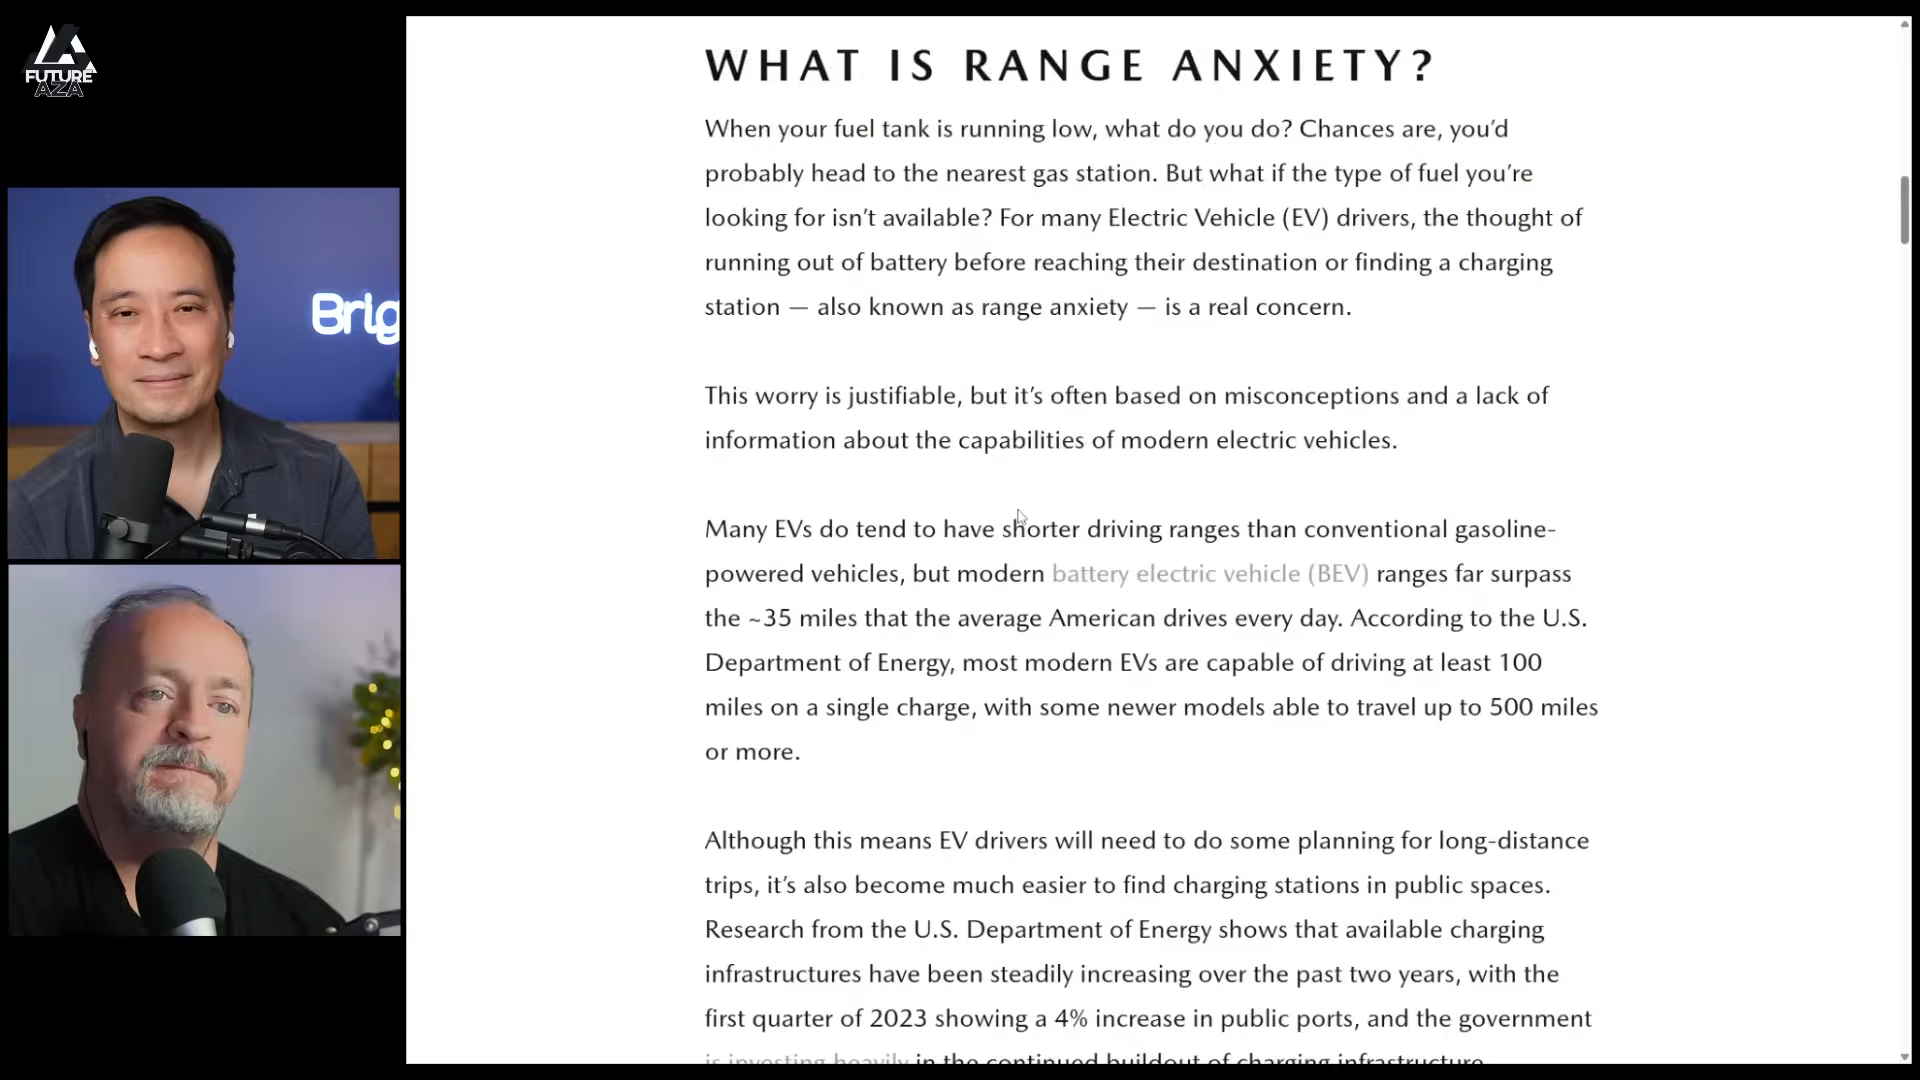 FUTURE
AZA
Brig
WHAT IS RANGE ANXIETY?
When your fuel tank is running low, what do you do? Chances are, you’d
probably head to the nearest gas station. But what if the type of fuel you’re
looking for isn’t available? For many Electric Vehicle (EV) drivers, the thought of
running out of battery before reaching their destination or finding a charging
station — also known as range anxiety — is a real concern.
This worry is justifiable, but it’s often based on misconceptions and a lack of
information about the capabilities of modern electric vehicles.
Many EVs do tend to have shorter driving ranges than conventional gasoline-
powered vehicles, but modern battery electric vehicle (BEV) ranges far surpass
the ~35 miles that the average American drives every day. According to the U.S.
Department of Energy, most modern EVs are capable of driving at least 100
miles on a single charge, with some newer models able to travel up to 500 miles
or more.
Although this means EV drivers will need to do some planning for long-distance
trips, it’s also become much easier to find charging stations in public spaces.
Research from the U.S. Department of Energy shows that available charging
infrastructures have been steadily increasing over the past two years, with the
first quarter of 2023 showing a 4% increase in public ports, and the government
is investing heavily in the continued buildout of charging infrastructure